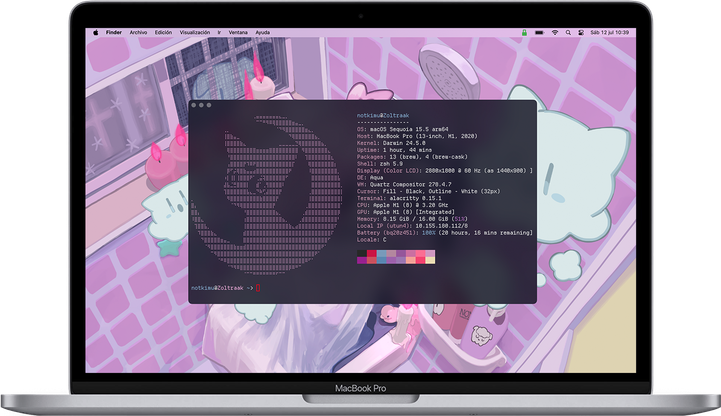 Finder Archivo Edición Visualización Ir Ventana Ayuda Sáb 12 jul 10:39
notkimu@Zoltraak
-----------------
OS: macOS Sequoia 15.5 arm64
Host: MacBook Pro (13-inch, M1, 2020)
Kernel: Darwin 24.5.0
Uptime: 1 hour, 44 mins
Packages: 13 (brew), 4 (brew-cask)
Shell: zsh 5.9
Display (Color LCD): 2880x1800 @ 60 Hz (as 1440x900) ]
DE: Aqua
WM: Quartz Compositor 278.4.7
Cursor: Fill - Black, Outline - White (32px)
Terminal: alacritty 0.15.1
CPU: Apple M1 (8) @ 3.20 GHz
GPU: Apple M1 (8) [Integrated]
Memory: 8.15 GiB / 16.00 GiB (51%)
Local IP (utun4): 10.155.188.112/8
Battery (bq20z451): 100% (20 hours, 16 mins remaining)
Locale: C
notkimu@Zoltraak ~>
MacBook Pro